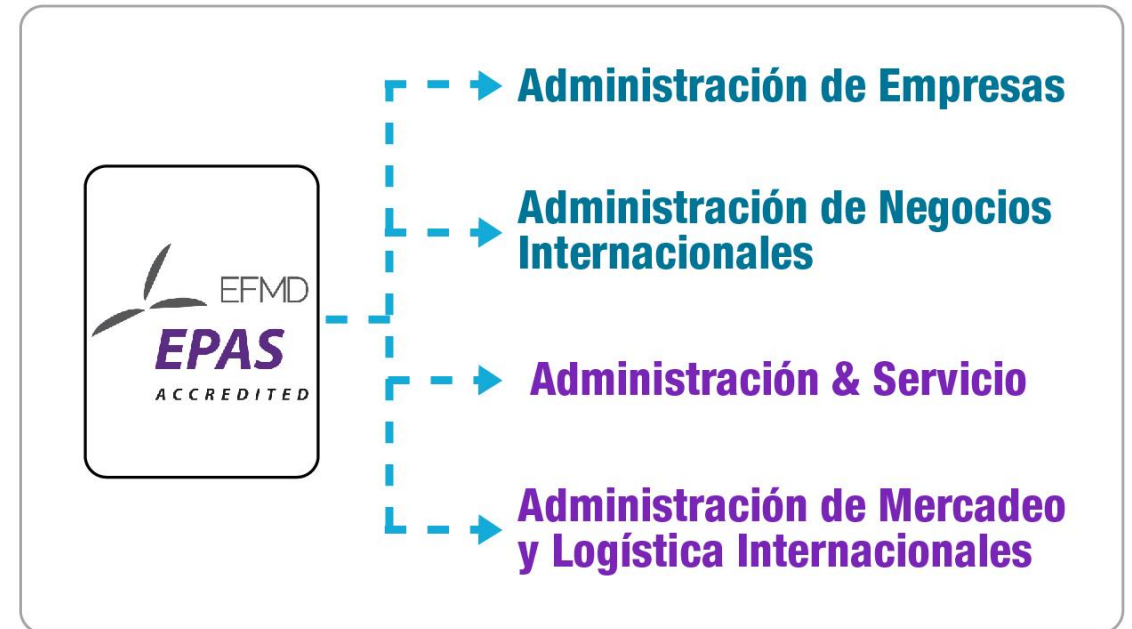 EFMD
EPAS
ACCREDITED
Administración de Empresas
Administración de Negocios
Internacionales
Administración & Servicio
Administración de Mercadeo
y Logística Internacionales